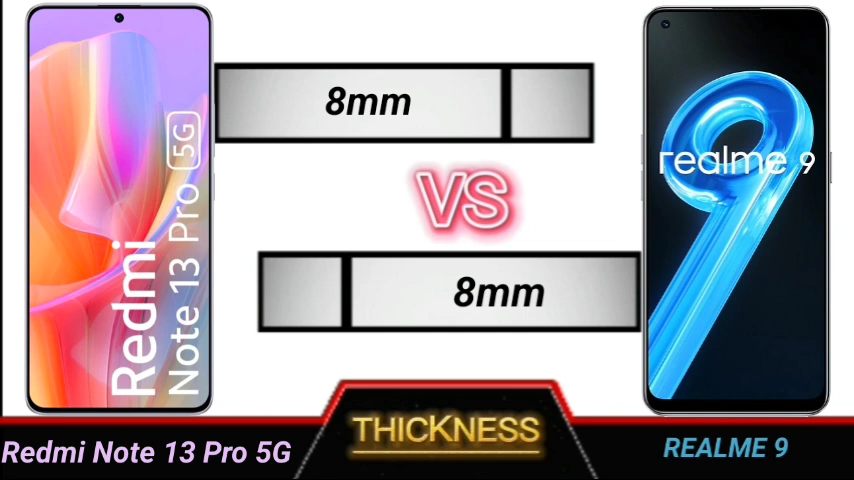 Redmi
Note 13 Pro 5G
8mm
VS
8mm
realme 9
THICKNESS
Redmi Note 13 Pro 5G
REALME 9